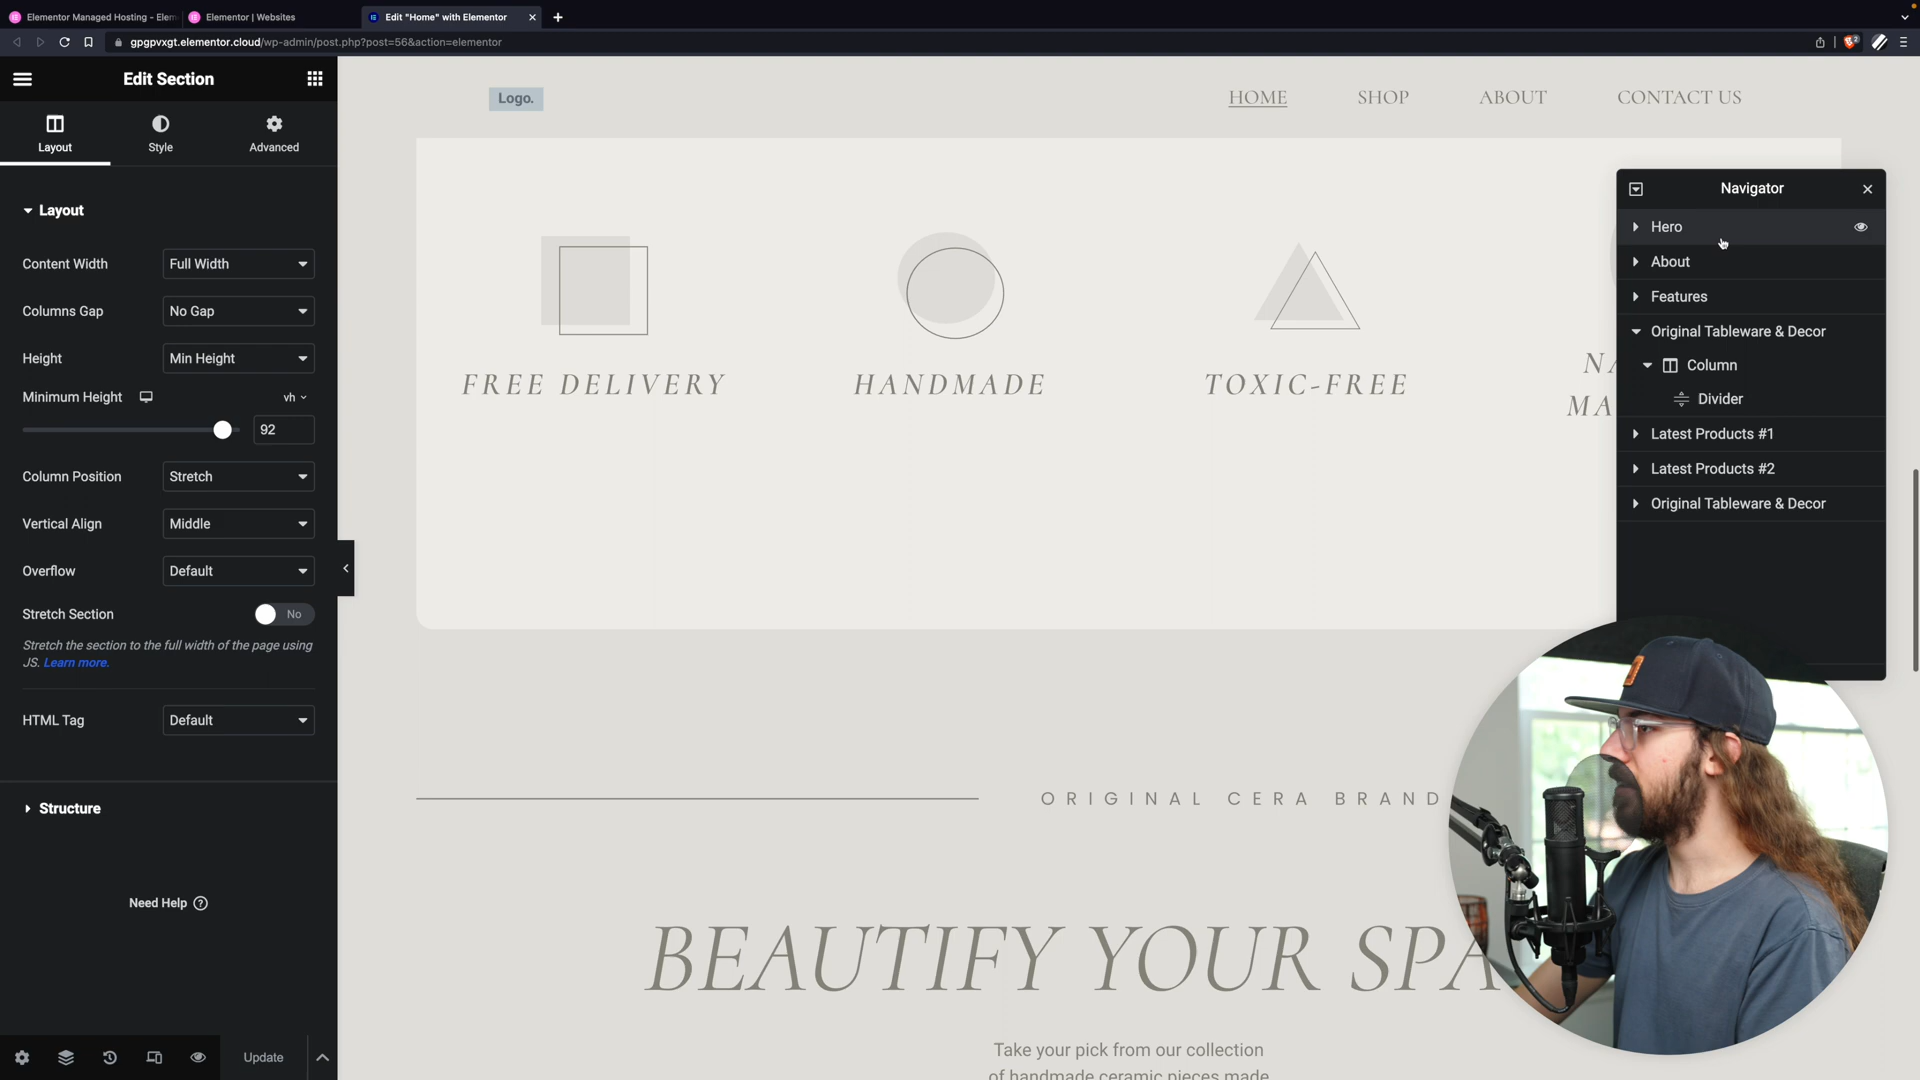 Elementor Managed Hosting - Elem
Elementor | Websites
Edit "Home" with Elementor
gpgpvxgt.elementor.cloud/wp-admin/post.php?post=56&action=elementor
2
Edit Section
Layout
Style
Advanced
Layout
Content Width
Full Width
Columns Gap
No Gap
Height
Min Height
Minimum Height
vh
92
Column Position
Stretch
Vertical Align
Middle
Overflow
Default
Stretch Section
No
Stretch the section to the full width of the page using
JS. Learn more.
HTML Tag
Default
Structure
Need Help
Update
Logo.
HOME
SHOP
ABOUT
CONTACT US
FREE DELIVERY
HANDMADE
TOXIC-FREE
NA
MA
ORIGINAL CERA BRAND
BEAUTIFY YOUR SPA
Take your pick from our collection
of handmade ceramic pieces made
Navigator
Hero
About
Features
Original Tableware & Decor
Column
Divider
Latest Products #1
Latest Products #2
Original Tableware & Decor